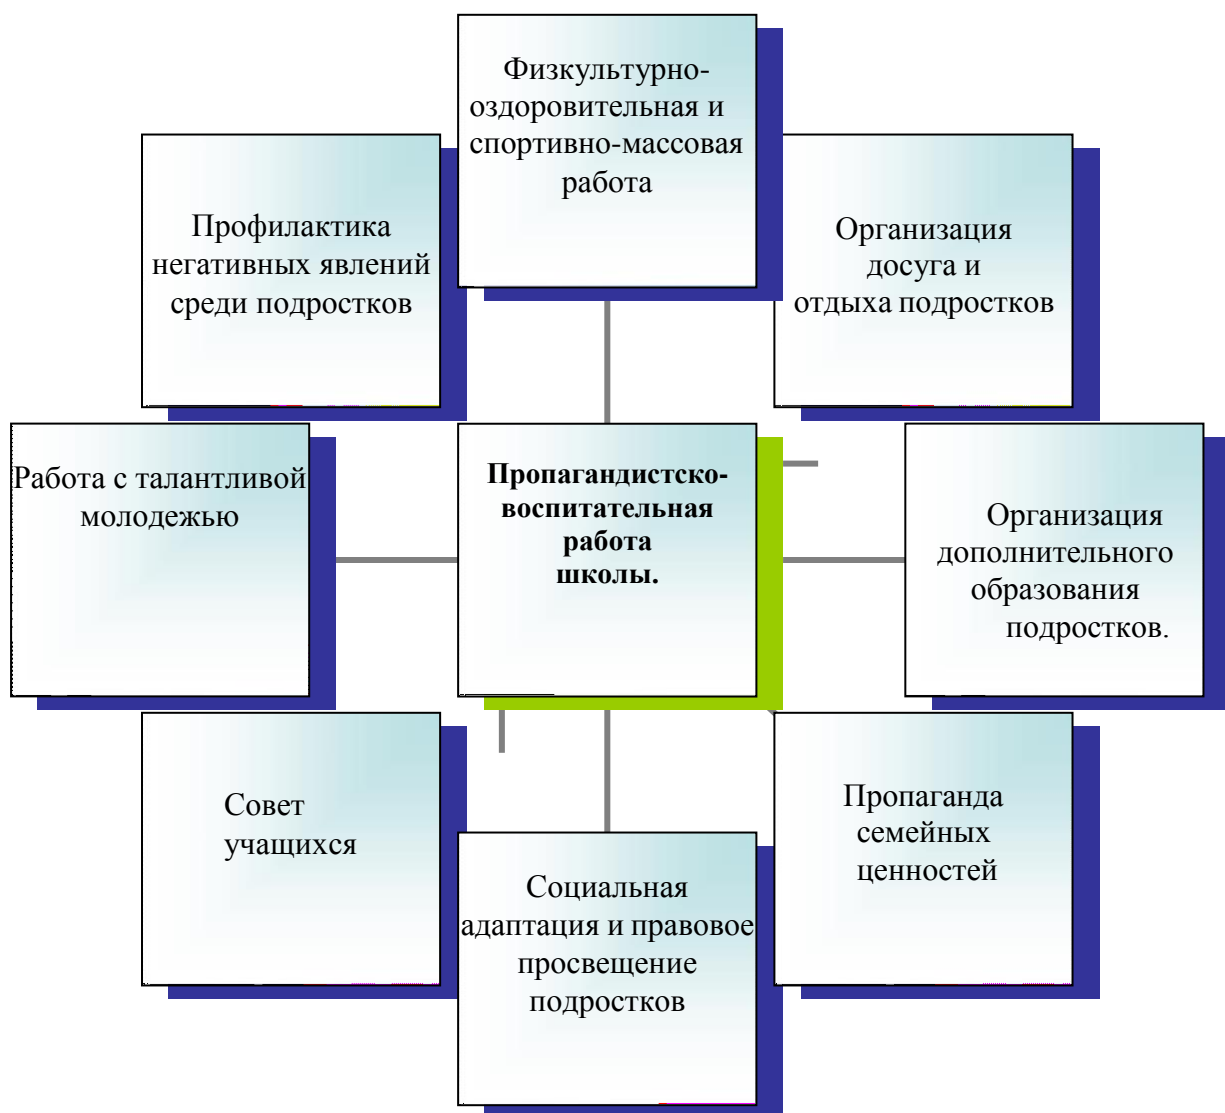 Физкультурно-
оздоровительная и
спортивно-массовая
работа
Профилактика
негативных явлений
среди подростков
Организация
досуга и
отдыха подростков
Работа с талантливой
молодежью
Пропагандистско-
воспитательная
работа
школы.
Организация
дополнительного
образования
подростков.
Совет
учащихся
Пропаганда
семейных
ценностей
Социальная
адаптация и правовое
просвещение
подростков